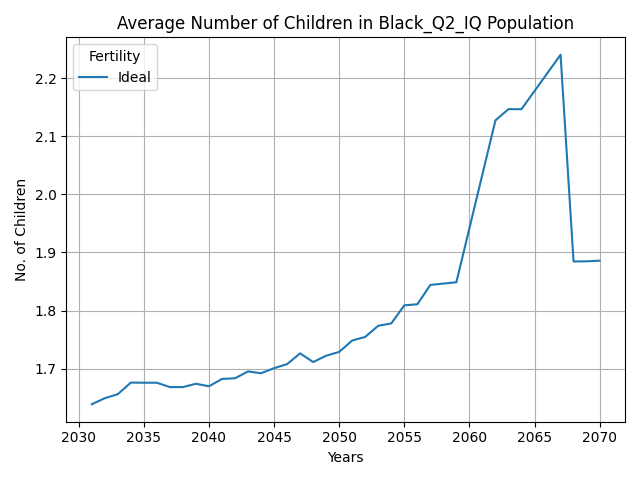 Average Number of Children in Black_Q2_IQ Population
Fertility
Ideal
2.2
2.1
2.0
1.9
1.8
1.7
No. of Children
2030 2035 2040 2045 2050 2055 2060 2065 2070
Years